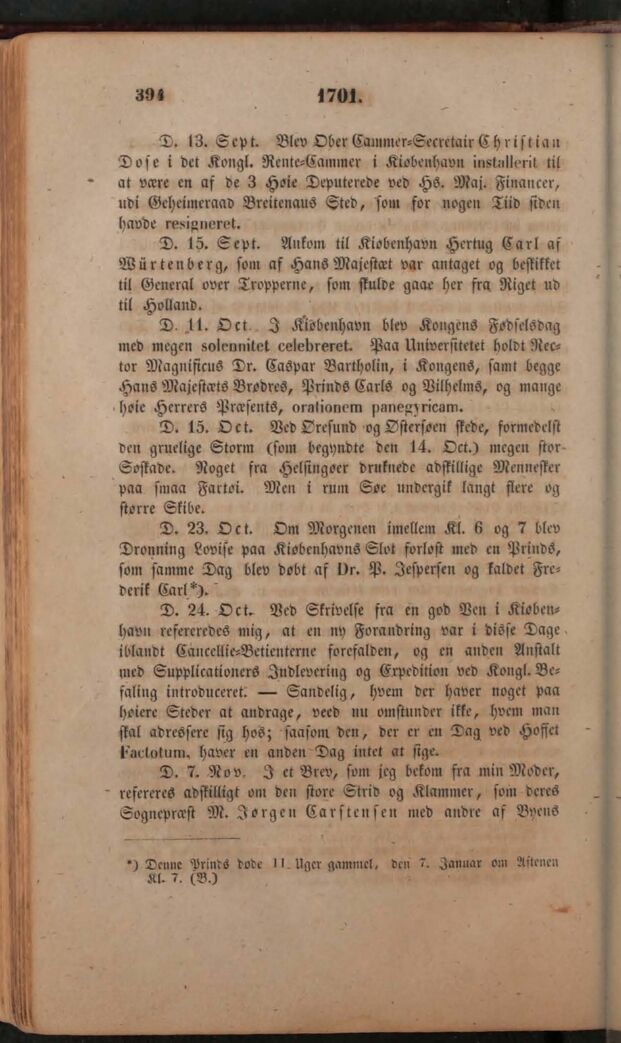 394 1701.
D. 13. Sept. Blev Ober Cammer=Secretair Christian
Dose i det Kongl. Rente=Cammer i Kiøbenhavn installerit til
at være en af de 3 Høie Deputerede ved Hs. Maj. Financer,
udi Geheimeraad Breitenaus Sted, som for nogen Tiid siden
havde resigneret.
D. 15. Sept. Ankom til Kiøbenhavn Hertug Carl af
Würtenberg, som af Hans Majestæt var antaget og beskikket
til General over Tropperne, som skulde gaae her fra Riget ud
til Holland.
D. 11. Oct. I Kiøbenhavn blev Kongens Fødselsdag
med megen solennitet celebreret. Paa Universitetet holdt Rec=
tor Magnificus Dr. Caspar Bartholin, i Kongens, samt begge
Hans Majestæts Brødres, Prinds Carls og Vilhelms, og mange
høie Herrers Præsents, orationem panegyricam.
D. 15. Oct. Ved Øresund og Østersøen skede, formedelst
den gruelige Storm (som begyndte den 14. Oct.) megen stor
Søskade. Noget fra Helsingøer druknede adskillige Mennesker
paa smaa Fartøi. Men i rum Søe undergik langt flere og
større Skibe.
D. 23. Oct. Om Morgenen imellem Kl. 6 og 7 blev
Dronning Lovise paa Kiøbenhavns Slot forløst med en Prinds,
som samme Dag blev døbt af Dr. P. Jespersen og kaldet Fre=
derik Carl*).
D. 24. Oct. Ved Skrivelse fra en god Ven i Kiøben=
havn refereredes mig, at en ny Forandring var i disse Dage
iblandt Cancellie=Betienterne forefalden, og en anden Anstalt
med Supplicationers Indlevering og Expedition ved Kongl. Be=
faling introduceret. — Sandelig, hvem der haver noget paa
høiere Steder at andrage, veed nu omstunder ikke, hvem man
skal adressere sig hos; saasom den, der er en Dag ved Hoffet
Factotum, haver en anden Dag intet at sige.
D. 7. Nov. I et Brev, som jeg bekom fra min Moder,
refereres adskilligt om den store Strid og Klammer, som deres
Sognepræst M. Jørgen Carstensen med andre af Byens
*) Denne Prinds døde 11 Uger gammel, den 7. Januar om Aftenen
Kl. 7. (B.)